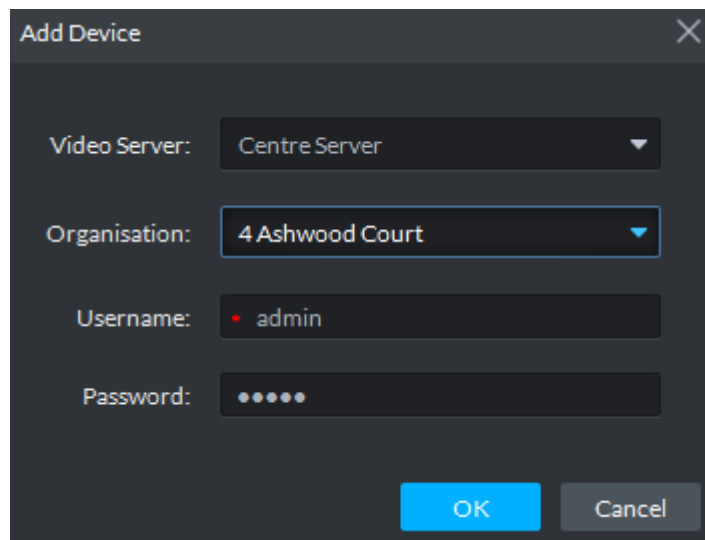 Add Device
Video Server: Centre Server
Organisation: 4 Ashwood Court
Username: • admin
Password: •••••
OK Cancel